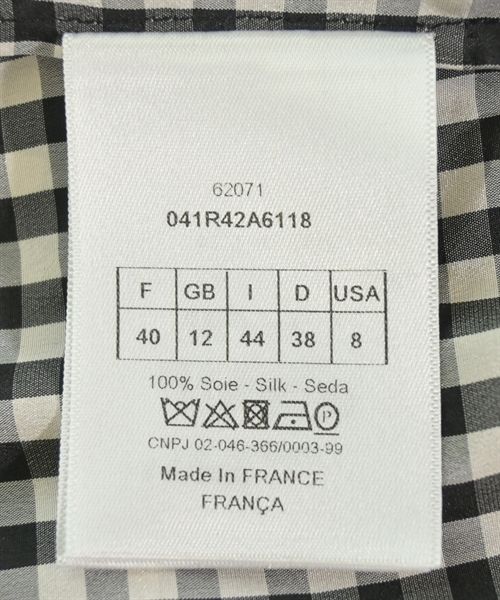 62071
041R42A6118
F GB I D USA
40 12 44 38 8
100% Soie - Silk - Seda
P
CNPJ 02-046-366/0003-99
Made In FRANCE
FRANÇA